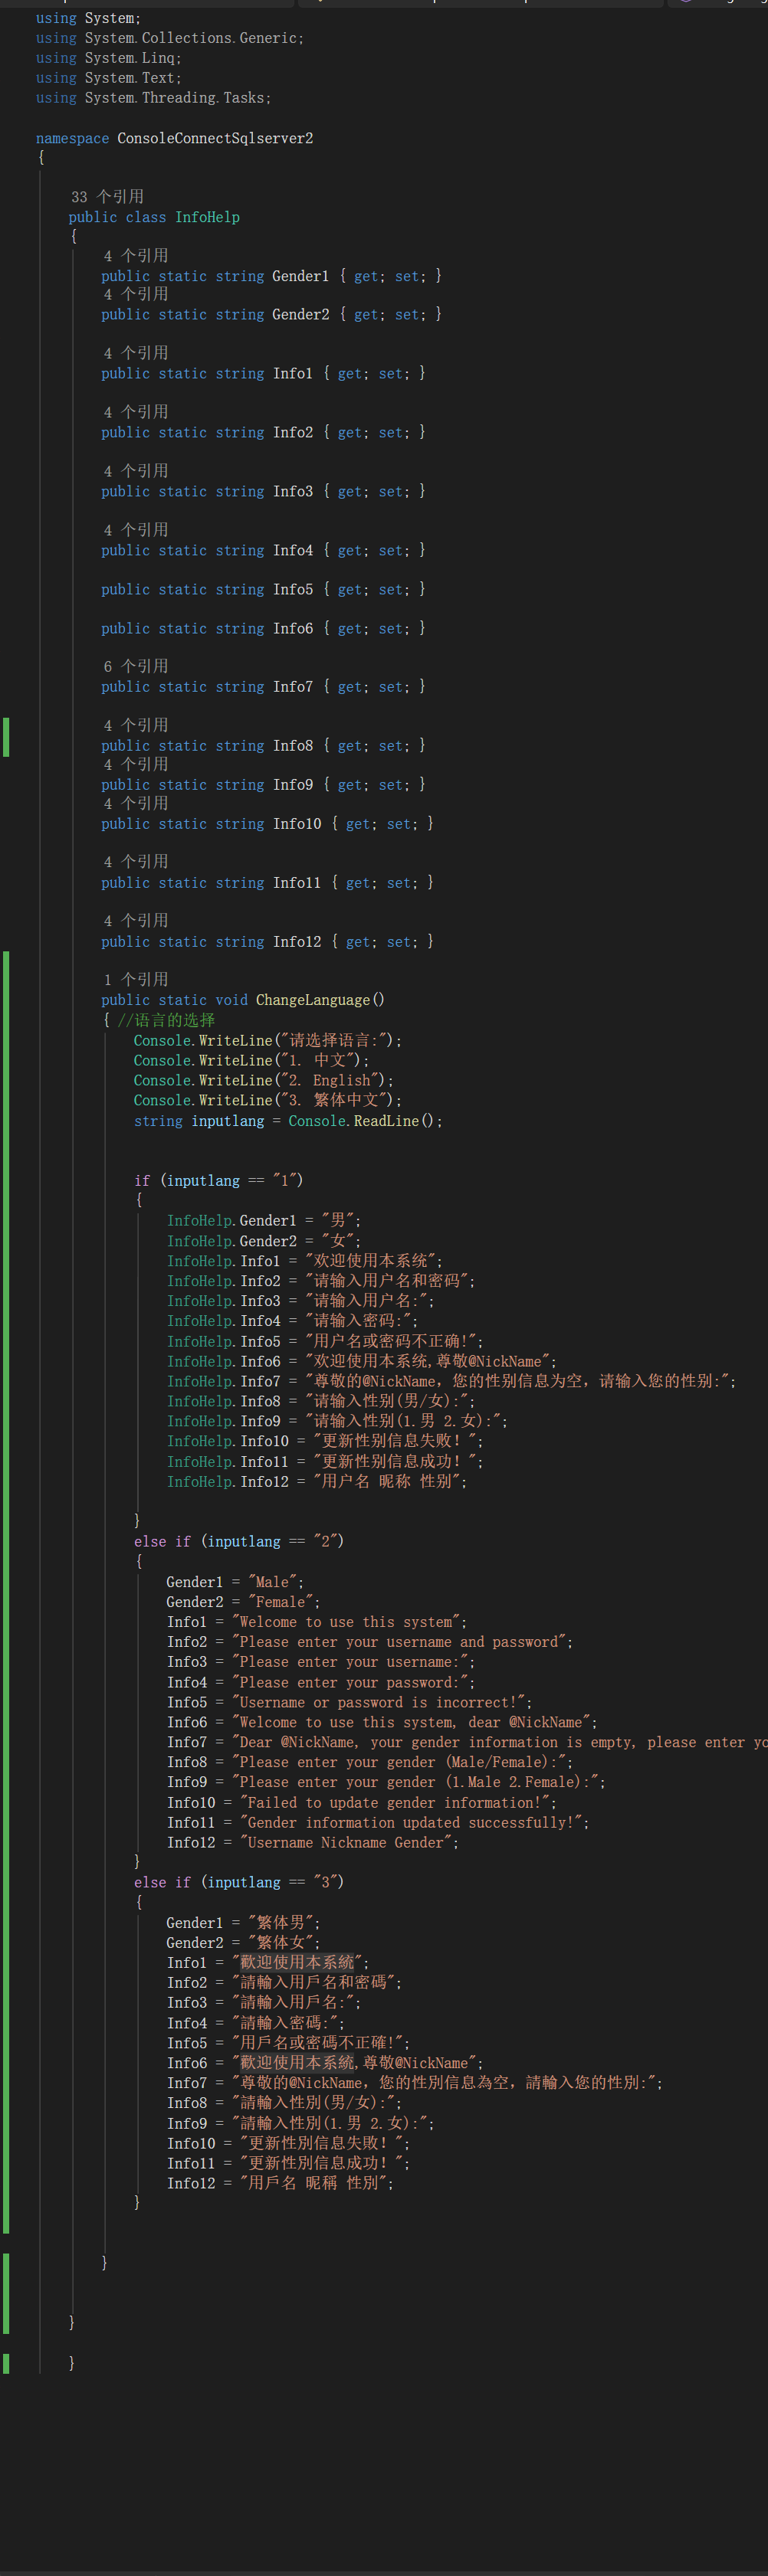 using System;
using System.Collections.Generic;
using System.Linq;
using System.Text;
using System.Threading.Tasks;
namespace ConsoleConnectSqlserver2
{
33 个引用
public class InfoHelp
{
4 个引用
public static string Gender1 { get; set; }
4 个引用
public static string Gender2 { get; set; }
4 个引用
public static string Info1 { get; set; }
4 个引用
public static string Info2 { get; set; }
4 个引用
public static string Info3 { get; set; }
4 个引用
public static string Info4 { get; set; }
public static string Info5 { get; set; }
public static string Info6 { get; set; }
6 个引用
public static string Info7 { get; set; }
4 个引用
public static string Info8 { get; set; }
4 个引用
public static string Info9 { get; set; }
4 个引用
public static string Info10 { get; set; }
4 个引用
public static string Info11 { get; set; }
4 个引用
public static string Info12 { get; set; }
1 个引用
public static void ChangeLanguage()
{ //语言的选择
Console.WriteLine("请选择语言:");
Console.WriteLine("1. 中文");
Console.WriteLine("2. English");
Console.WriteLine("3. 繁体中文");
string inputlang = Console.ReadLine();
if (inputlang == "1")
{
InfoHelp.Gender1 = "男";
InfoHelp.Gender2 = "女";
InfoHelp.Info1 = "欢迎使用本系统";
InfoHelp.Info2 = "请输入用户名和密码";
InfoHelp.Info3 = "请输入用户名:";
InfoHelp.Info4 = "请输入密码:";
InfoHelp.Info5 = "用户名或密码不正确!";
InfoHelp.Info6 = "欢迎使用本系统,尊敬@NickName";
InfoHelp.Info7 = "尊敬的@NickName，您的性别信息为空，请输入您的性别:";
InfoHelp.Info8 = "请输入性别(男/女):";
InfoHelp.Info9 = "请输入性别(1.男 2.女):";
InfoHelp.Info10 = "更新性别信息失败！";
InfoHelp.Info11 = "更新性别信息成功！";
InfoHelp.Info12 = "用户名 昵称 性别";
}
else if (inputlang == "2")
{
Gender1 = "Male";
Gender2 = "Female";
Info1 = "Welcome to use this system";
Info2 = "Please enter your username and password";
Info3 = "Please enter your username:";
Info4 = "Please enter your password:";
Info5 = "Username or password is incorrect!";
Info6 = "Welcome to use this system, dear @NickName";
Info7 = "Dear @NickName, your gender information is empty, please enter
Info8 = "Please enter your gender (Male/Female):";
Info9 = "Please enter your gender (1.Male 2.Female):";
Info10 = "Failed to update gender information!";
Info11 = "Gender information updated successfully!";
Info12 = "Username Nickname Gender";
}
else if (inputlang == "3")
{
Gender1 = "繁体男";
Gender2 = "繁体女";
Info1 = "歡迎使用本系統";
Info2 = "請輸入用戶名和密碼";
Info3 = "請輸入用戶名:";
Info4 = "請輸入密碼:";
Info5 = "用戶名或密碼不正確!";
Info6 = "歡迎使用本系統,尊敬@NickName";
Info7 = "尊敬的@NickName，您的性別信息為空，請輸入您的性別:";
Info8 = "請輸入性別(男/女):";
Info9 = "請輸入性別(1.男 2.女):";
Info10 = "更新性別信息失敗！";
Info11 = "更新性別信息成功！";
Info12 = "用戶名 昵稱 性別";
}
}
}
}